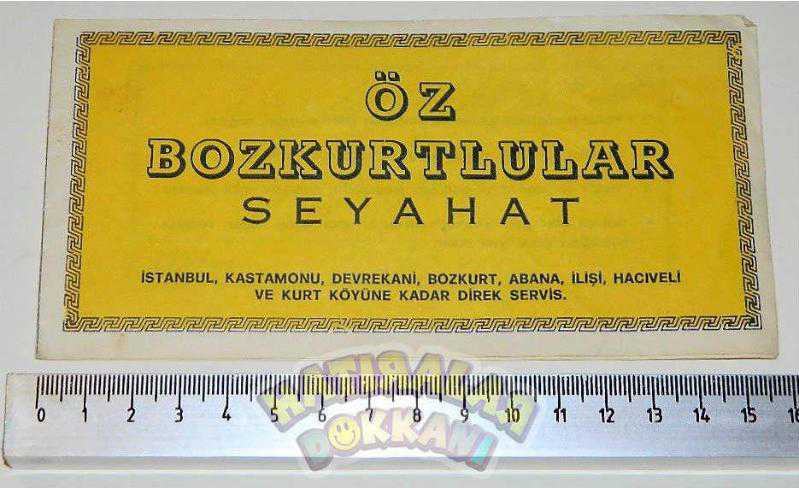 ÖZ
BOZKURTLULAR
SEYAHAT
İSTANBUL, KASTAMONU, DEVREKANİ, BOZKURT, ABANA, İLİŞİ, HACIVELİ
VE KURT KÖYÜNE KADAR DİREK SERVİS.
HATIRALAR
DÜKKANI
0 1 2 3 4 5 6 7 8 9 10 11 12 13 14 15 16